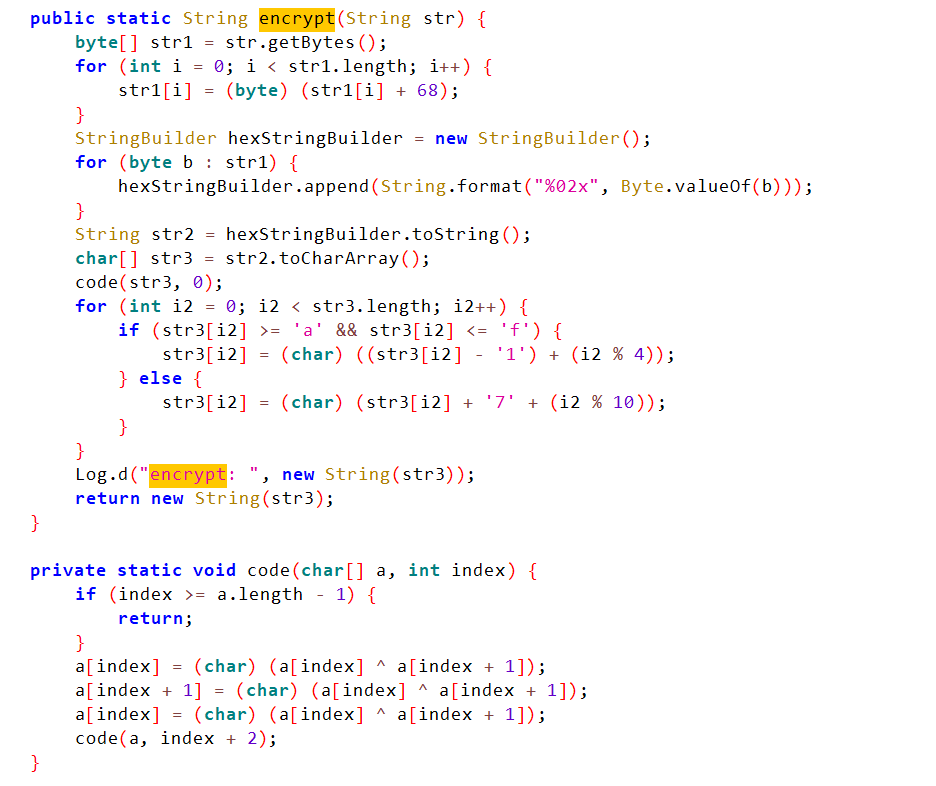 public static String encrypt(String str) {
    byte[] str1 = str.getBytes();
    for (int i = 0; i < str1.length; i++) {
        str1[i] = (byte) (str1[i] + 68);
    }
    StringBuilder hexStringBuilder = new StringBuilder();
    for (byte b : str1) {
        hexStringBuilder.append(String.format("%02x", Byte.valueOf(b)));
    }
    String str2 = hexStringBuilder.toString();
    char[] str3 = str2.toCharArray();
    code(str3, 0);
    for (int i2 = 0; i2 < str3.length; i2++) {
        if (str3[i2] >= 'a' && str3[i2] <= 'f') {
            str3[i2] = (char) ((str3[i2] - '1') + (i2 % 4));
        } else {
            str3[i2] = (char) (str3[i2] + '7' + (i2 % 10));
        }
    }
    Log.d("encrypt: ", new String(str3));
    return new String(str3);
}

private static void code(char[] a, int index) {
    if (index >= a.length - 1) {
        return;
    }
    a[index] = (char) (a[index] ^ a[index + 1]);
    a[index + 1] = (char) (a[index] ^ a[index + 1]);
    a[index] = (char) (a[index] ^ a[index + 1]);
    code(a, index + 2);
}